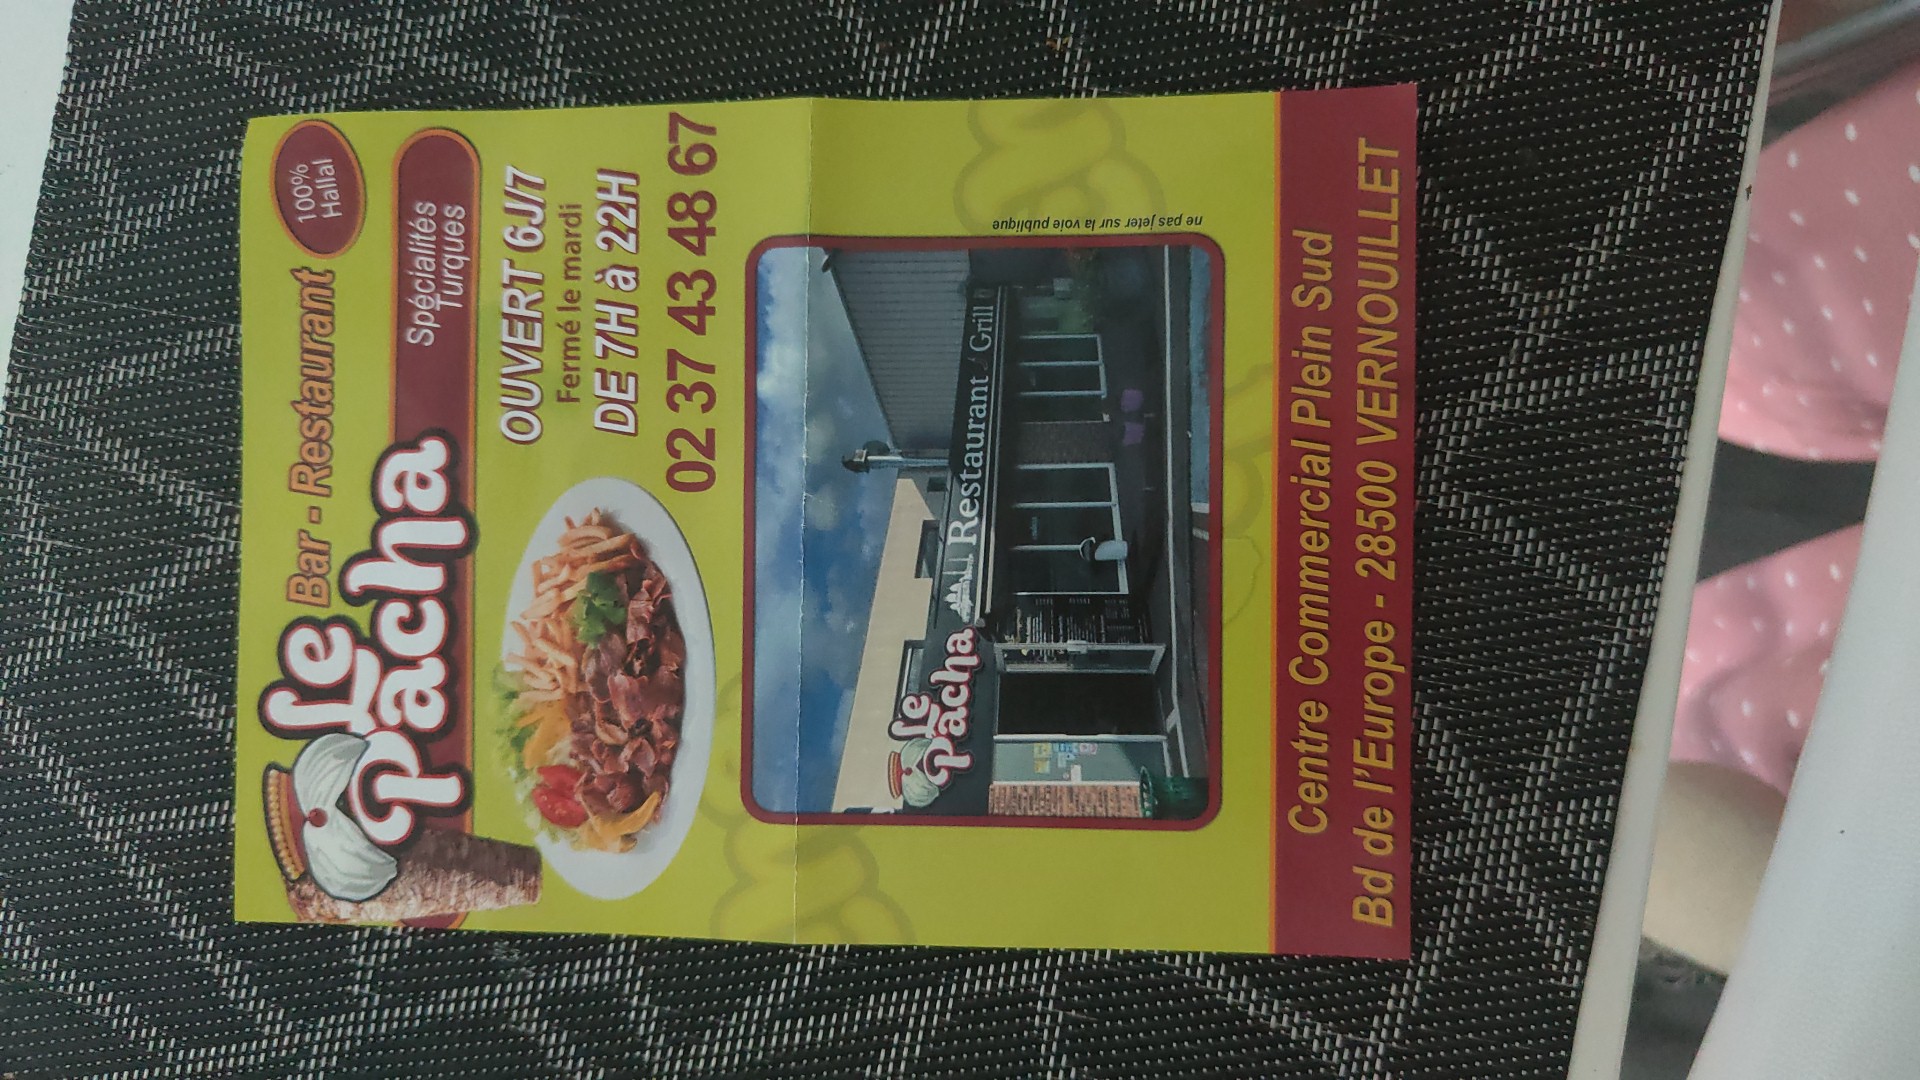 Bar - Restaurant
100%
Hallal
Le
Pacha
Spécialités
Turques
OUVERT 6J/7
Fermé le mardi
DE 7H à 22H
02 37 43 48 67
Le
Pacha
Restaurant Grill
ne pas jeter sur la voie publique
Centre Commercial Plein Sud
Bd de l'Europe - 28500 VERNOUILLET